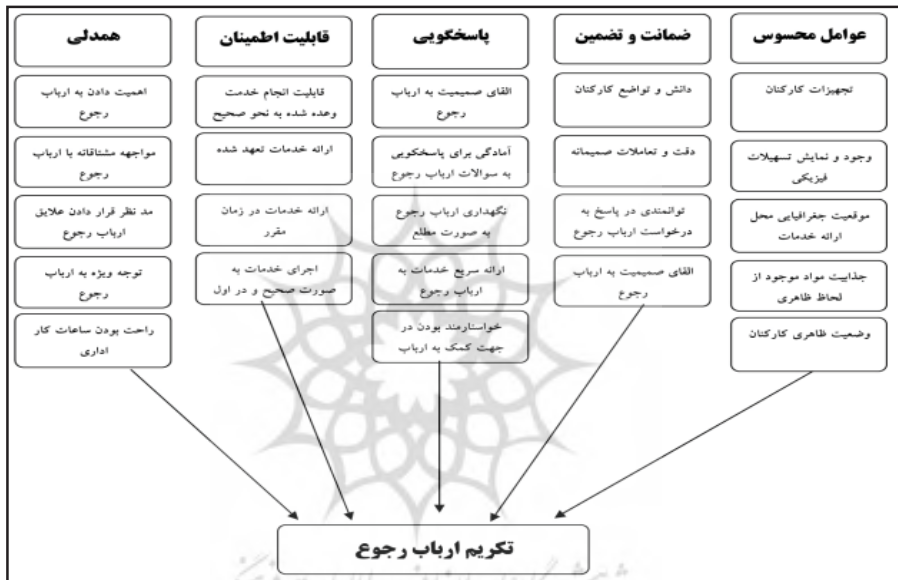 عوامل محسوس
تجهیزات کارکنان
وجود و نمایش تسهیلات
فیزیکی
موقعیت جغرافیایی محل
ارائه خدمات
جذابیت مواد موجود از
لحاظ ظاهری
وضعیت ظاهری کارکنان
ضمانت و تضمین
دانش و تواضع کارکنان
دقت و تعاملات صمیمانه
توانمندی در پاسخ به
درخواست ارباب رجوع
القای صمیمیت به ارباب
رجوع
پاسخگویی
القای صمیمیت به ارباب
رجوع
آمادگی برای پاسخکویی
به سوالات ارباب رجوع
نگهداری ارباب رجوع
به صورت مطلع
ارائه سریع خدمات به
ارباب رجوع
خواستارمند بودن در
جهت کمک به ارباب
قابلیت اطمینان
قابلیت انجام خدمت
وعده شده به نحو صحیح
ارائه خدمات تعهد شده
ارائه خدمات در زمان
مقرر
اجرای خدمات به
صورت صحیح و در اول
همدلی
اهمیت دادن به ارباب
رجوع
مواجهه مشتاقانه با ارباب
رجوع
مد نظر قرار دادن علایق
ارباب رجوع
توجه ویژه به ارباب
رجوع
راحت بودن ساعات کار
اداری
تکریم ارباب رجوع